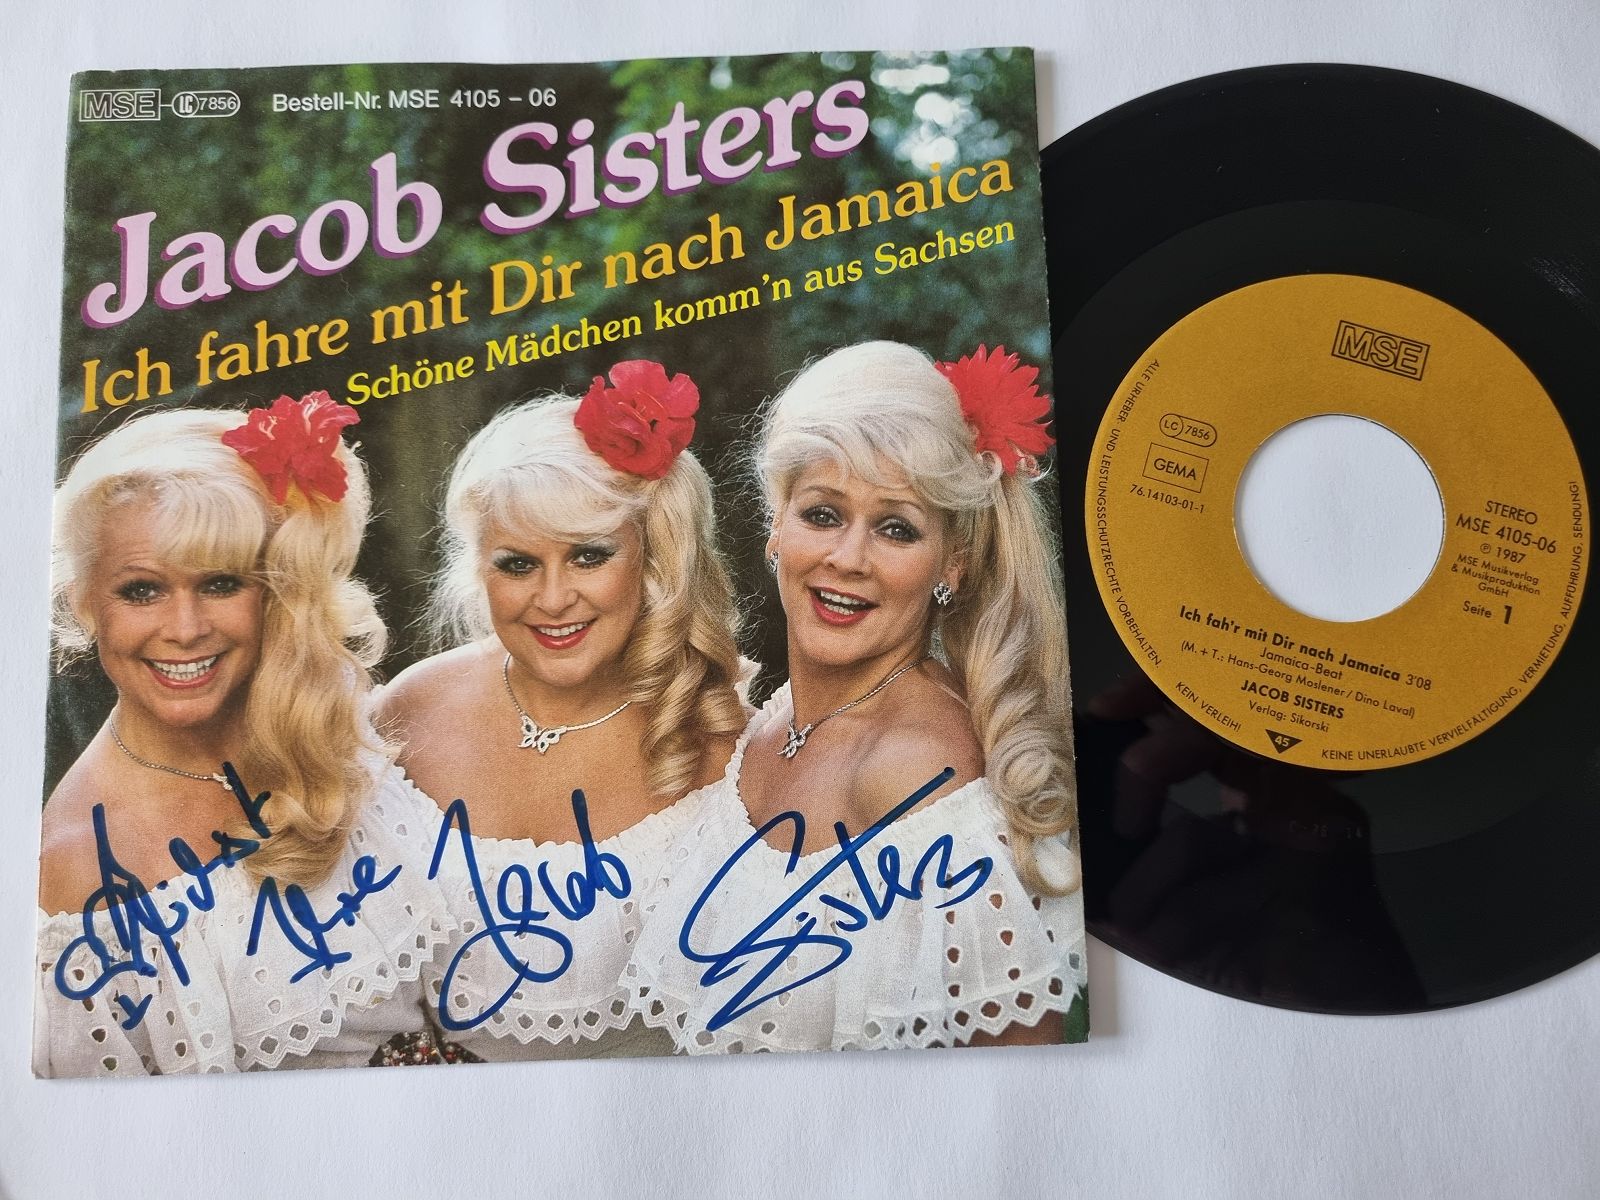 MSE LC 7856 Bestell-Nr. MSE 4105 - 06
Jacob Sisters
Ich fahre mit Dir nach Jamaica
Schöne Mädchen komm'n aus Sachsen
Jacob Sisters
MSE
LC 7856
GEMA
76.14103-01-1
STEREO
MSE 4105-06
℗ 1987
MSE Musikverlag
& Musikproduktion
GmbH
Seite 1
Ich fah'r mit Dir nach Jamaica 3'08
Jamaica-Beat
(M. + T.: Hans-Georg Moslener / Dino Laval)
JACOB SISTERS
Verlag: Sikorski
45
ALLE URHEBER- UND LEISTUNGSSCHUTZRECHTE VORBEHALTEN.
KEIN VERLEIH!
KEINE UNERLAUBTE VERVIELFÄLTIGUNG, VERMIETUNG, AUFFÜHRUNG, SENDUNG!